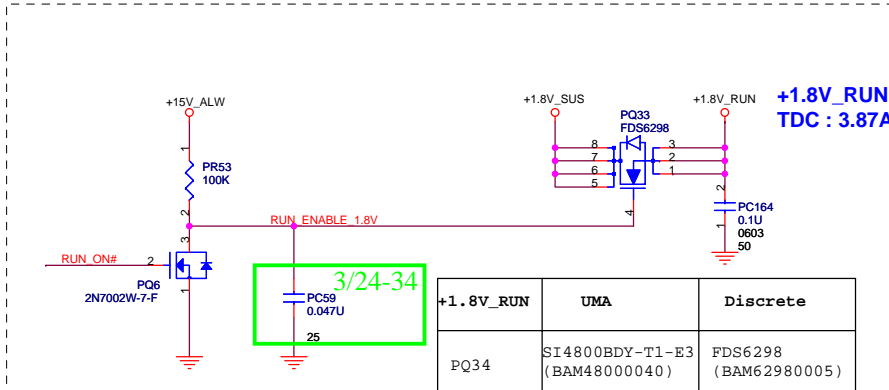 +15V_ALW
+1.8V_SUS
+1.8V_RUN
+1.8V_RUN
TDC : 3.87A
PQ33
FDS6298
1
PR53
100K
2
8
7
6
5
3
2
1
4
2
PC164
0.1U
0603
50
1
RUN_ENABLE_1.8V
3
RUN_ON#
2
PQ6
2N7002W-7-F
1
3/24-34
PC59
0.047U
25
+1.8V_RUN UMA Discrete
PQ34 SI4800BDY-T1-E3 FDS6298
(BAM48000040) (BAM62980005)